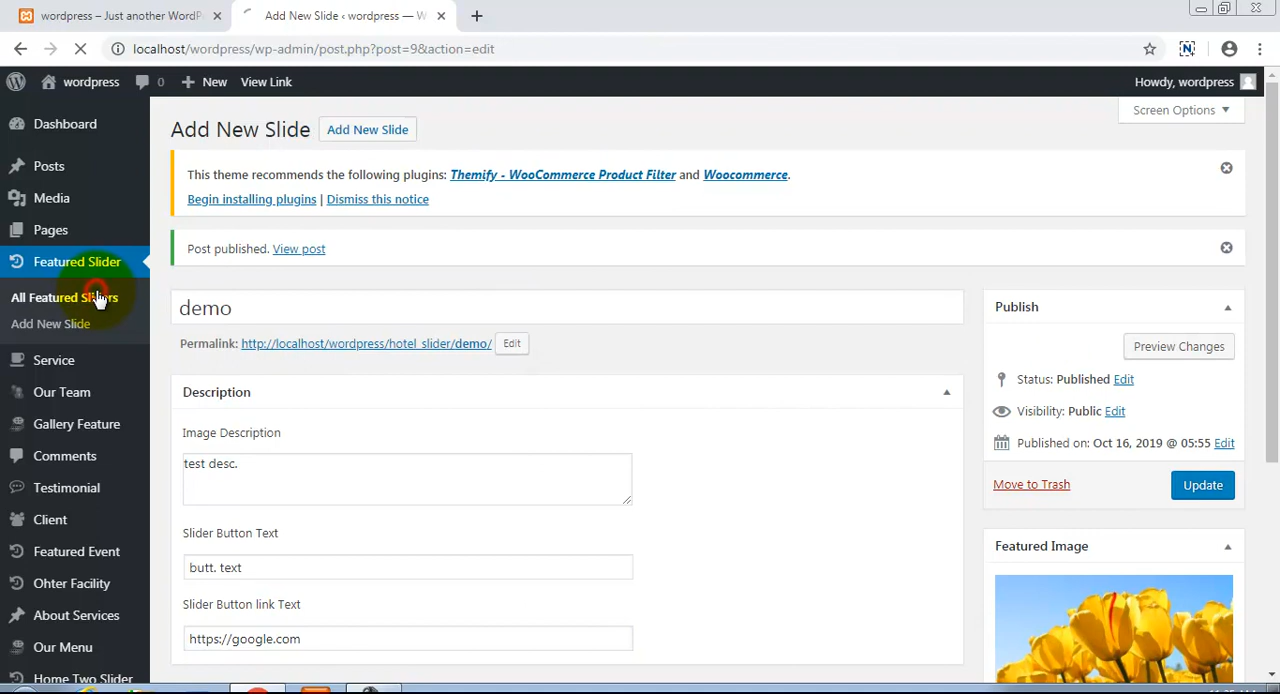 wordpress – Just another WordP
Add New Slide ‹ wordpress — W
localhost/wordpress/wp-admin/post.php?post=9&action=edit
wordpress 0 New View Link Howdy, wordpress
Screen Options
Add New Slide Add New Slide
This theme recommends the following plugins: Themify - WooCommerce Product Filter and Woocommerce.
Begin installing plugins | Dismiss this notice
Post published. View post
Dashboard
Posts
Media
Pages
Featured Slider
All Featured Sliders
Add New Slide
Service
Our Team
Gallery Feature
Comments
Testimonial
Client
Featured Event
Ohter Facility
About Services
Our Menu
Home Two Slider
demo
Permalink: http://localhost/wordpress/hotel_slider/demo/ Edit
Description
Image Description
test desc.
Slider Button Text
butt. text
Slider Button link Text
https://google.com
Publish
Preview Changes
Status: Published Edit
Visibility: Public Edit
Published on: Oct 16, 2019 @ 05:55 Edit
Move to Trash Update
Featured Image